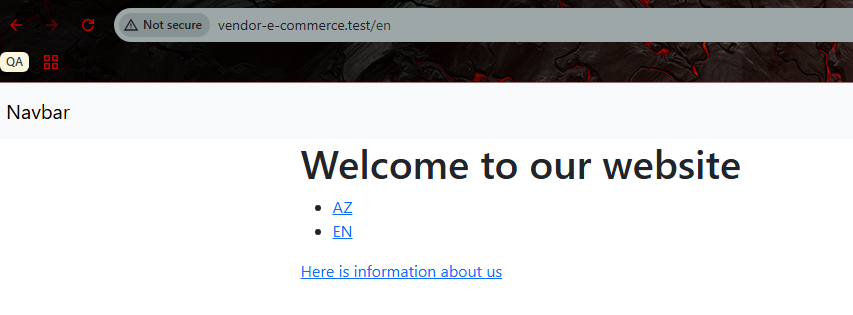 Not secure vendor-e-commerce.test/en
QA
Navbar
Welcome to our website
AZ
EN
Here is information about us